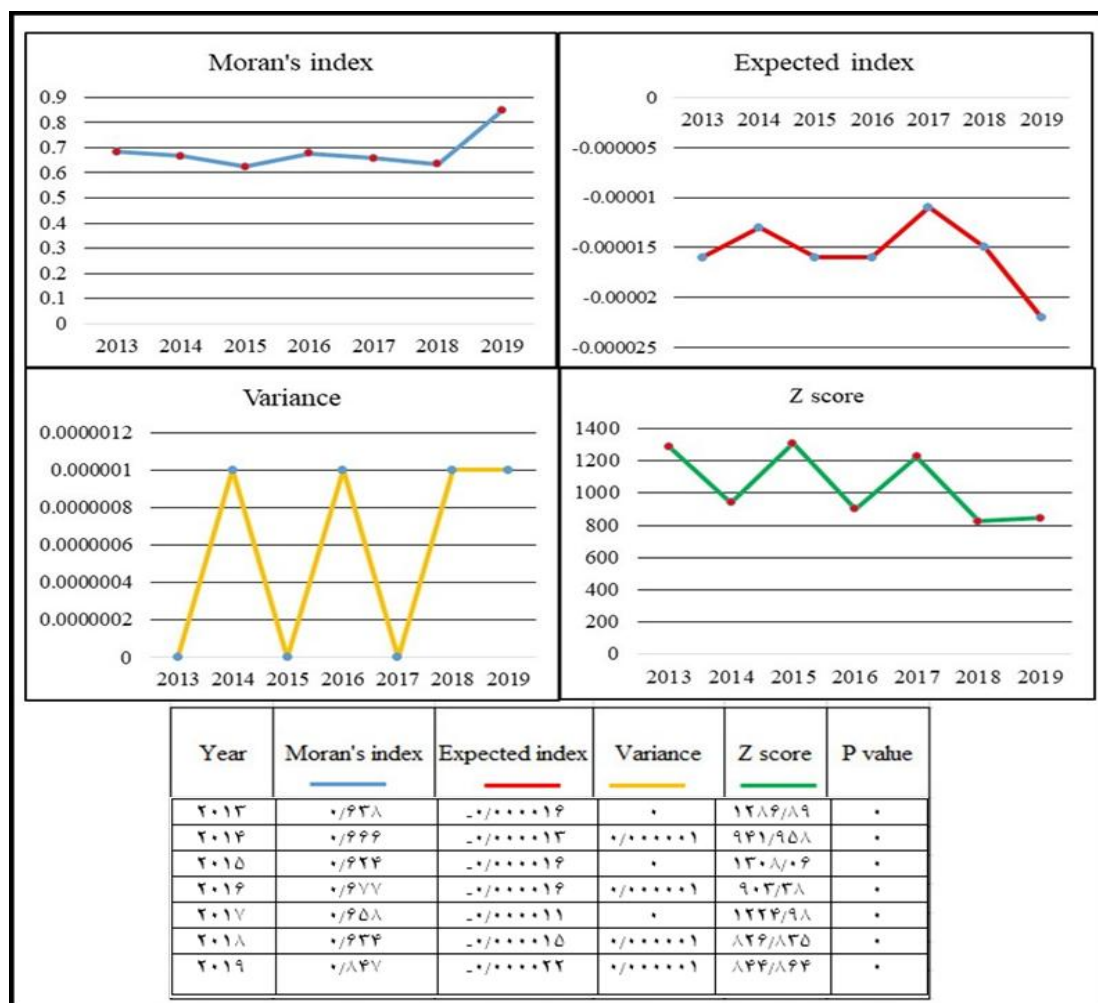 Moran's index
0.9
0.8
0.7
0.6
0.5
0.4
0.3
0.2
0.1
0
2013 2014 2015 2016 2017 2018 2019
Expected index
0
2013 2014 2015 2016 2017 2018 2019
-0.000005
-0.00001
-0.000015
-0.00002
-0.000025
Variance
0.0000012
0.000001
0.0000008
0.0000006
0.0000004
0.0000002
0
2013 2014 2015 2016 2017 2018 2019
Z score
1400
1200
1000
800
600
400
200
0
2013 2014 2015 2016 2017 2018 2019
Year Moran's index Expected index Variance Z score P value
۲۰۱۳ ۰/۶۳۸ -۰/۰۰۰۰۱۶ ۰ ۱۲۸۶/۸۹ ۰
۲۰۱۴ ۰/۶۶۶ -۰/۰۰۰۰۱۳ ۰/۰۰۰۰۰۱ ۹۴۱/۹۵۸ ۰
۲۰۱۵ ۰/۶۲۴ -۰/۰۰۰۰۱۶ ۰ ۱۳۰۸/۰۶ ۰
۲۰۱۶ ۰/۶۷۷ -۰/۰۰۰۰۱۶ ۰/۰۰۰۰۰۱ ۹۰۳/۳۸ ۰
۲۰۱۷ ۰/۶۵۸ -۰/۰۰۰۰۱۱ ۰ ۱۲۲۴/۹۸ ۰
۲۰۱۸ ۰/۶۳۴ -۰/۰۰۰۰۱۵ ۰/۰۰۰۰۰۱ ۸۲۶/۸۳۵ ۰
۲۰۱۹ ۰/۸۴۷ -۰/۰۰۰۰۲۲ ۰/۰۰۰۰۰۱ ۸۴۴/۸۶۴ ۰